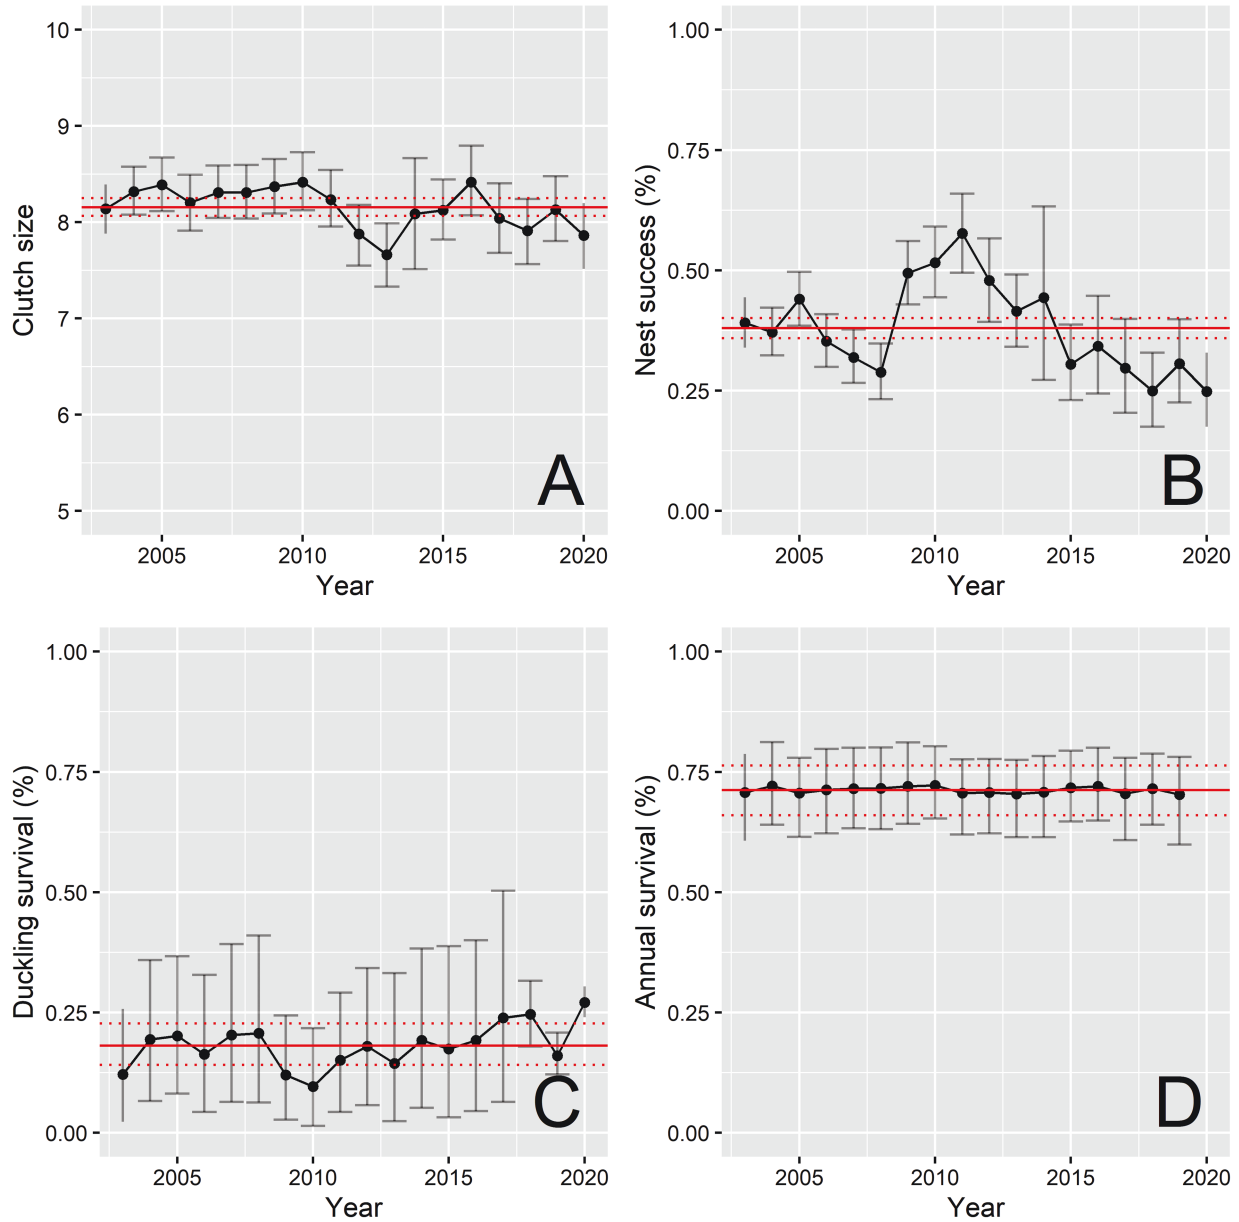 Clutch size
10
9
8
7
6
5
2005 2010 2015 2020
Year
A
Nest success (%)
1.00
0.75
0.50
0.25
0.00
2005 2010 2015 2020
Year
B
Duckling survival (%)
1.00
0.75
0.50
0.25
0.00
2005 2010 2015 2020
Year
C
Annual survival (%)
1.00
0.75
0.50
0.25
0.00
2005 2010 2015 2020
Year
D